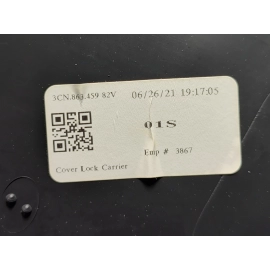 3CN.863.459 82V 06/26/21 19:17:05
01S
Emp # 3867
Cover Lock Carrier